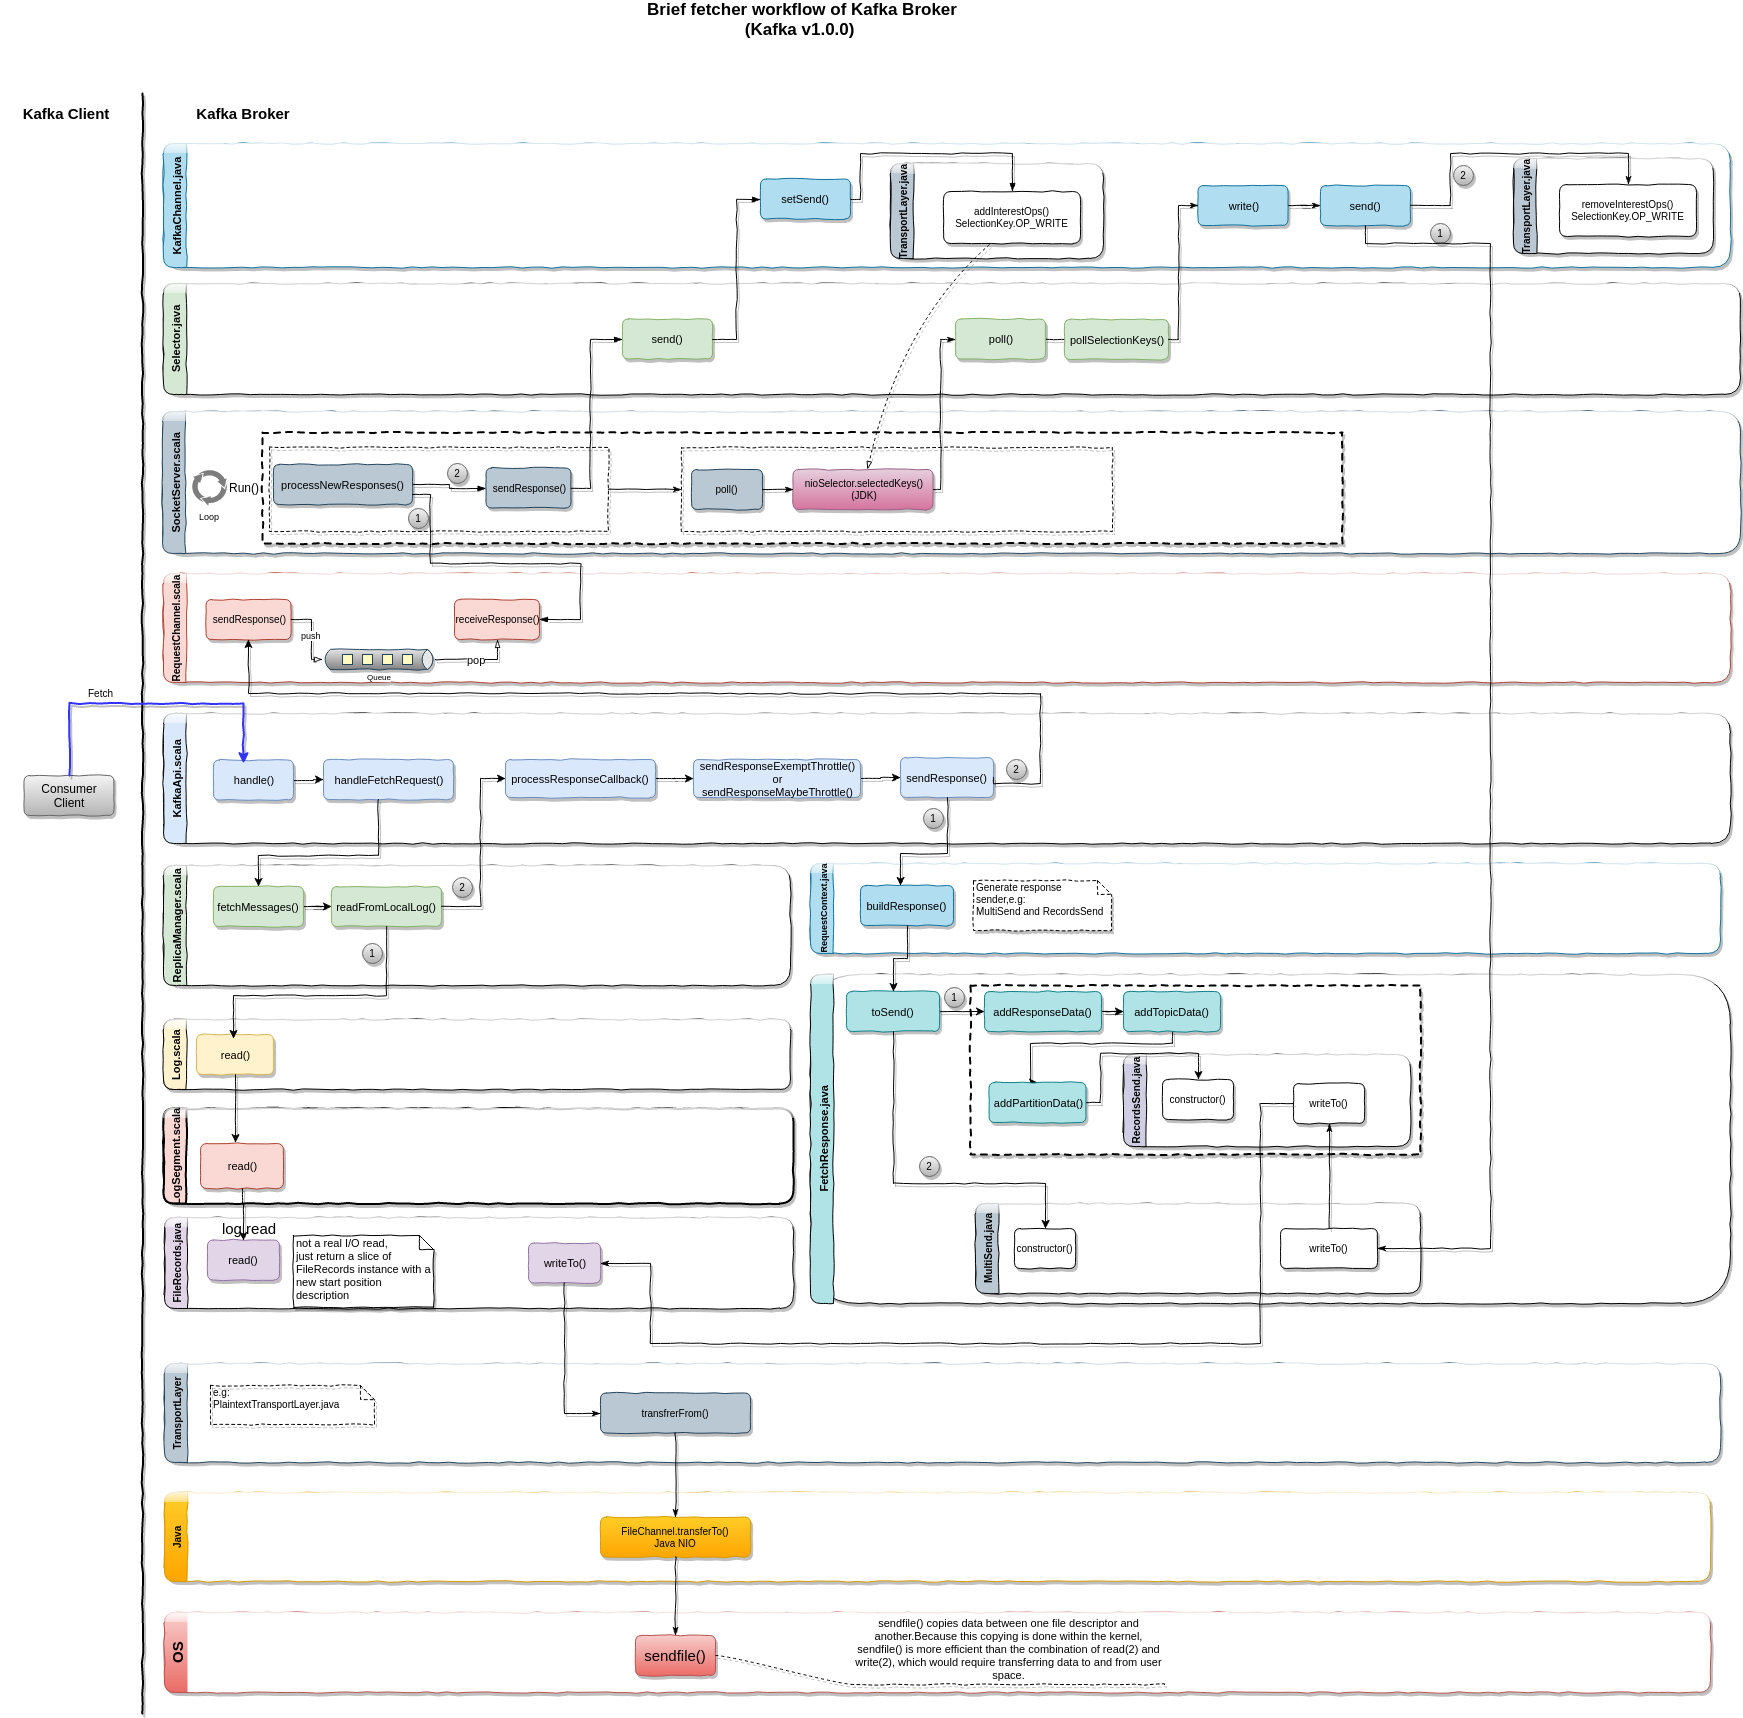 Brief fetcher workflow of Kafka Broker
(Kafka v1.0.0)
Kafka Client
Kafka Broker
KafkaChannel.java
setSend()
TransportLayer.java
addInterestOps()
SelectionKey.OP_WRITE
write()
send()
2
1
TransportLayer.java
removeInterestOps()
SelectionKey.OP_WRITE
Selector.java
send()
poll()
pollSelectionKeys()
SocketServer.scala
Loop
Run()
processNewResponses()
2
1
sendResponse()
poll()
nioSelector.selectedKeys()
(JDK)
RequestChannel.scala
sendResponse()
push
Queue
pop
receiveResponse()
Fetch
Consumer
Client
KafkaApi.scala
handle()
handleFetchRequest()
processResponseCallback()
sendResponseExemptThrottle()
or
sendResponseMaybeThrottle()
sendResponse()
2
1
ReplicaManager.scala
fetchMessages()
readFromLocalLog()
2
1
RequestContext.java
buildResponse()
Generate response
sender,e.g:
MultiSend and RecordsSend
Log.scala
read()
LogSegment.scala
read()
FetchResponse.java
toSend()
1
addResponseData()
addTopicData()
addPartitionData()
RecordsSend.java
constructor()
writeTo()
2
MultiSend.java
constructor()
writeTo()
FileRecords.java
log.read
read()
not a real I/O read,
just return a slice of
FileRecords instance with a
new start position
description
writeTo()
TransportLayer
e.g:
PlaintextTransportLayer.java
transfrerFrom()
Java
FileChannel.transferTo()
Java NIO
OS
sendfile()
sendfile() copies data between one file descriptor and
another.Because this copying is done within the kernel,
sendfile() is more efficient than the combination of read(2) and
write(2), which would require transferring data to and from user
space.